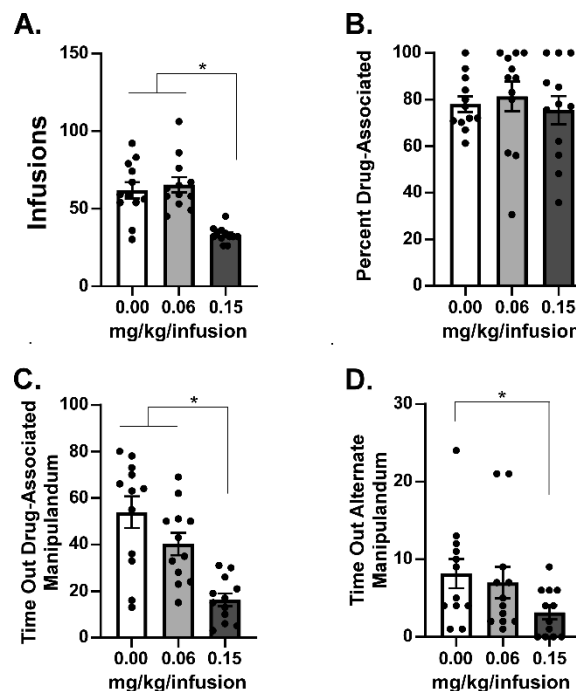 A.
Infusions
150
100
50
0
*
0.00 0.06 0.15
mg/kg/infusion
B.
Percent Drug-Associated
100
80
60
40
20
0
0.00 0.06 0.15
mg/kg/infusion
C.
Time Out Drug-Associated
Manipulandum
100
80
60
40
20
0
*
0.00 0.06 0.15
mg/kg/infusion
D.
Time Out Alternate
Manipulandum
30
20
10
0
*
0.00 0.06 0.15
mg/kg/infusion